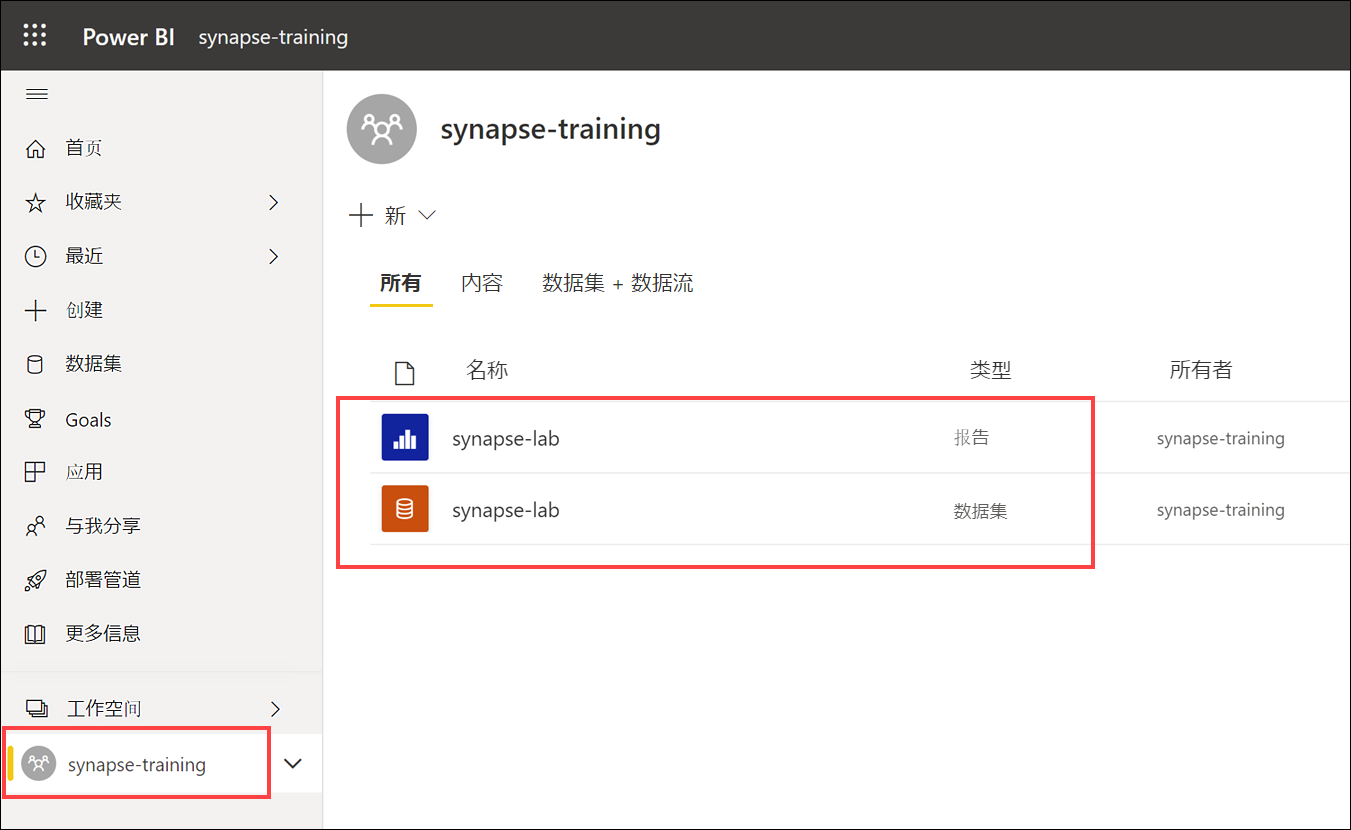 Power BI synapse-training
首页
收藏夹
最近
创建
数据集
Goals
应用
与我分享
部署管道
更多信息
工作空间
synapse-training
synapse-training
新
所有 内容 数据集 + 数据流
名称 类型 所有者
synapse-lab 报告 synapse-training
synapse-lab 数据集 synapse-training